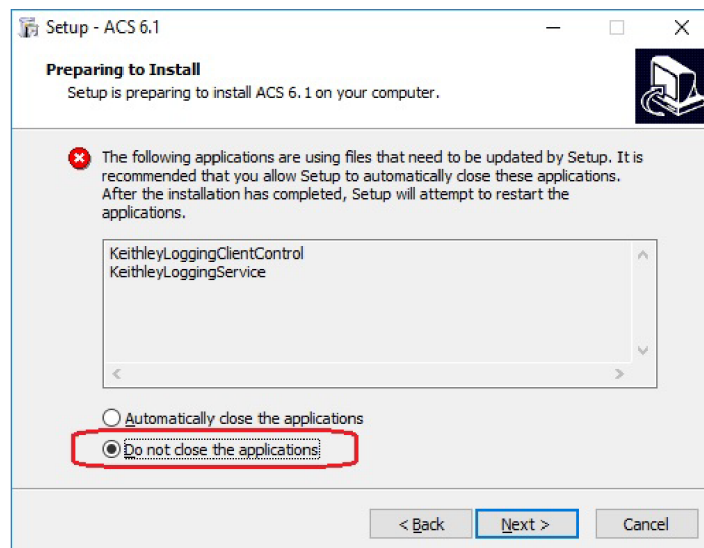 Setup - ACS 6.1
Preparing to Install
Setup is preparing to install ACS 6.1 on your computer.
The following applications are using files that need to be updated by Setup. It is
recommended that you allow Setup to automatically close these applications.
After the installation has completed, Setup will attempt to restart the
applications.
KeithleyLoggingClientControl
KeithleyLoggingService
Automatically close the applications
Do not close the applications
< Back
Next >
Cancel